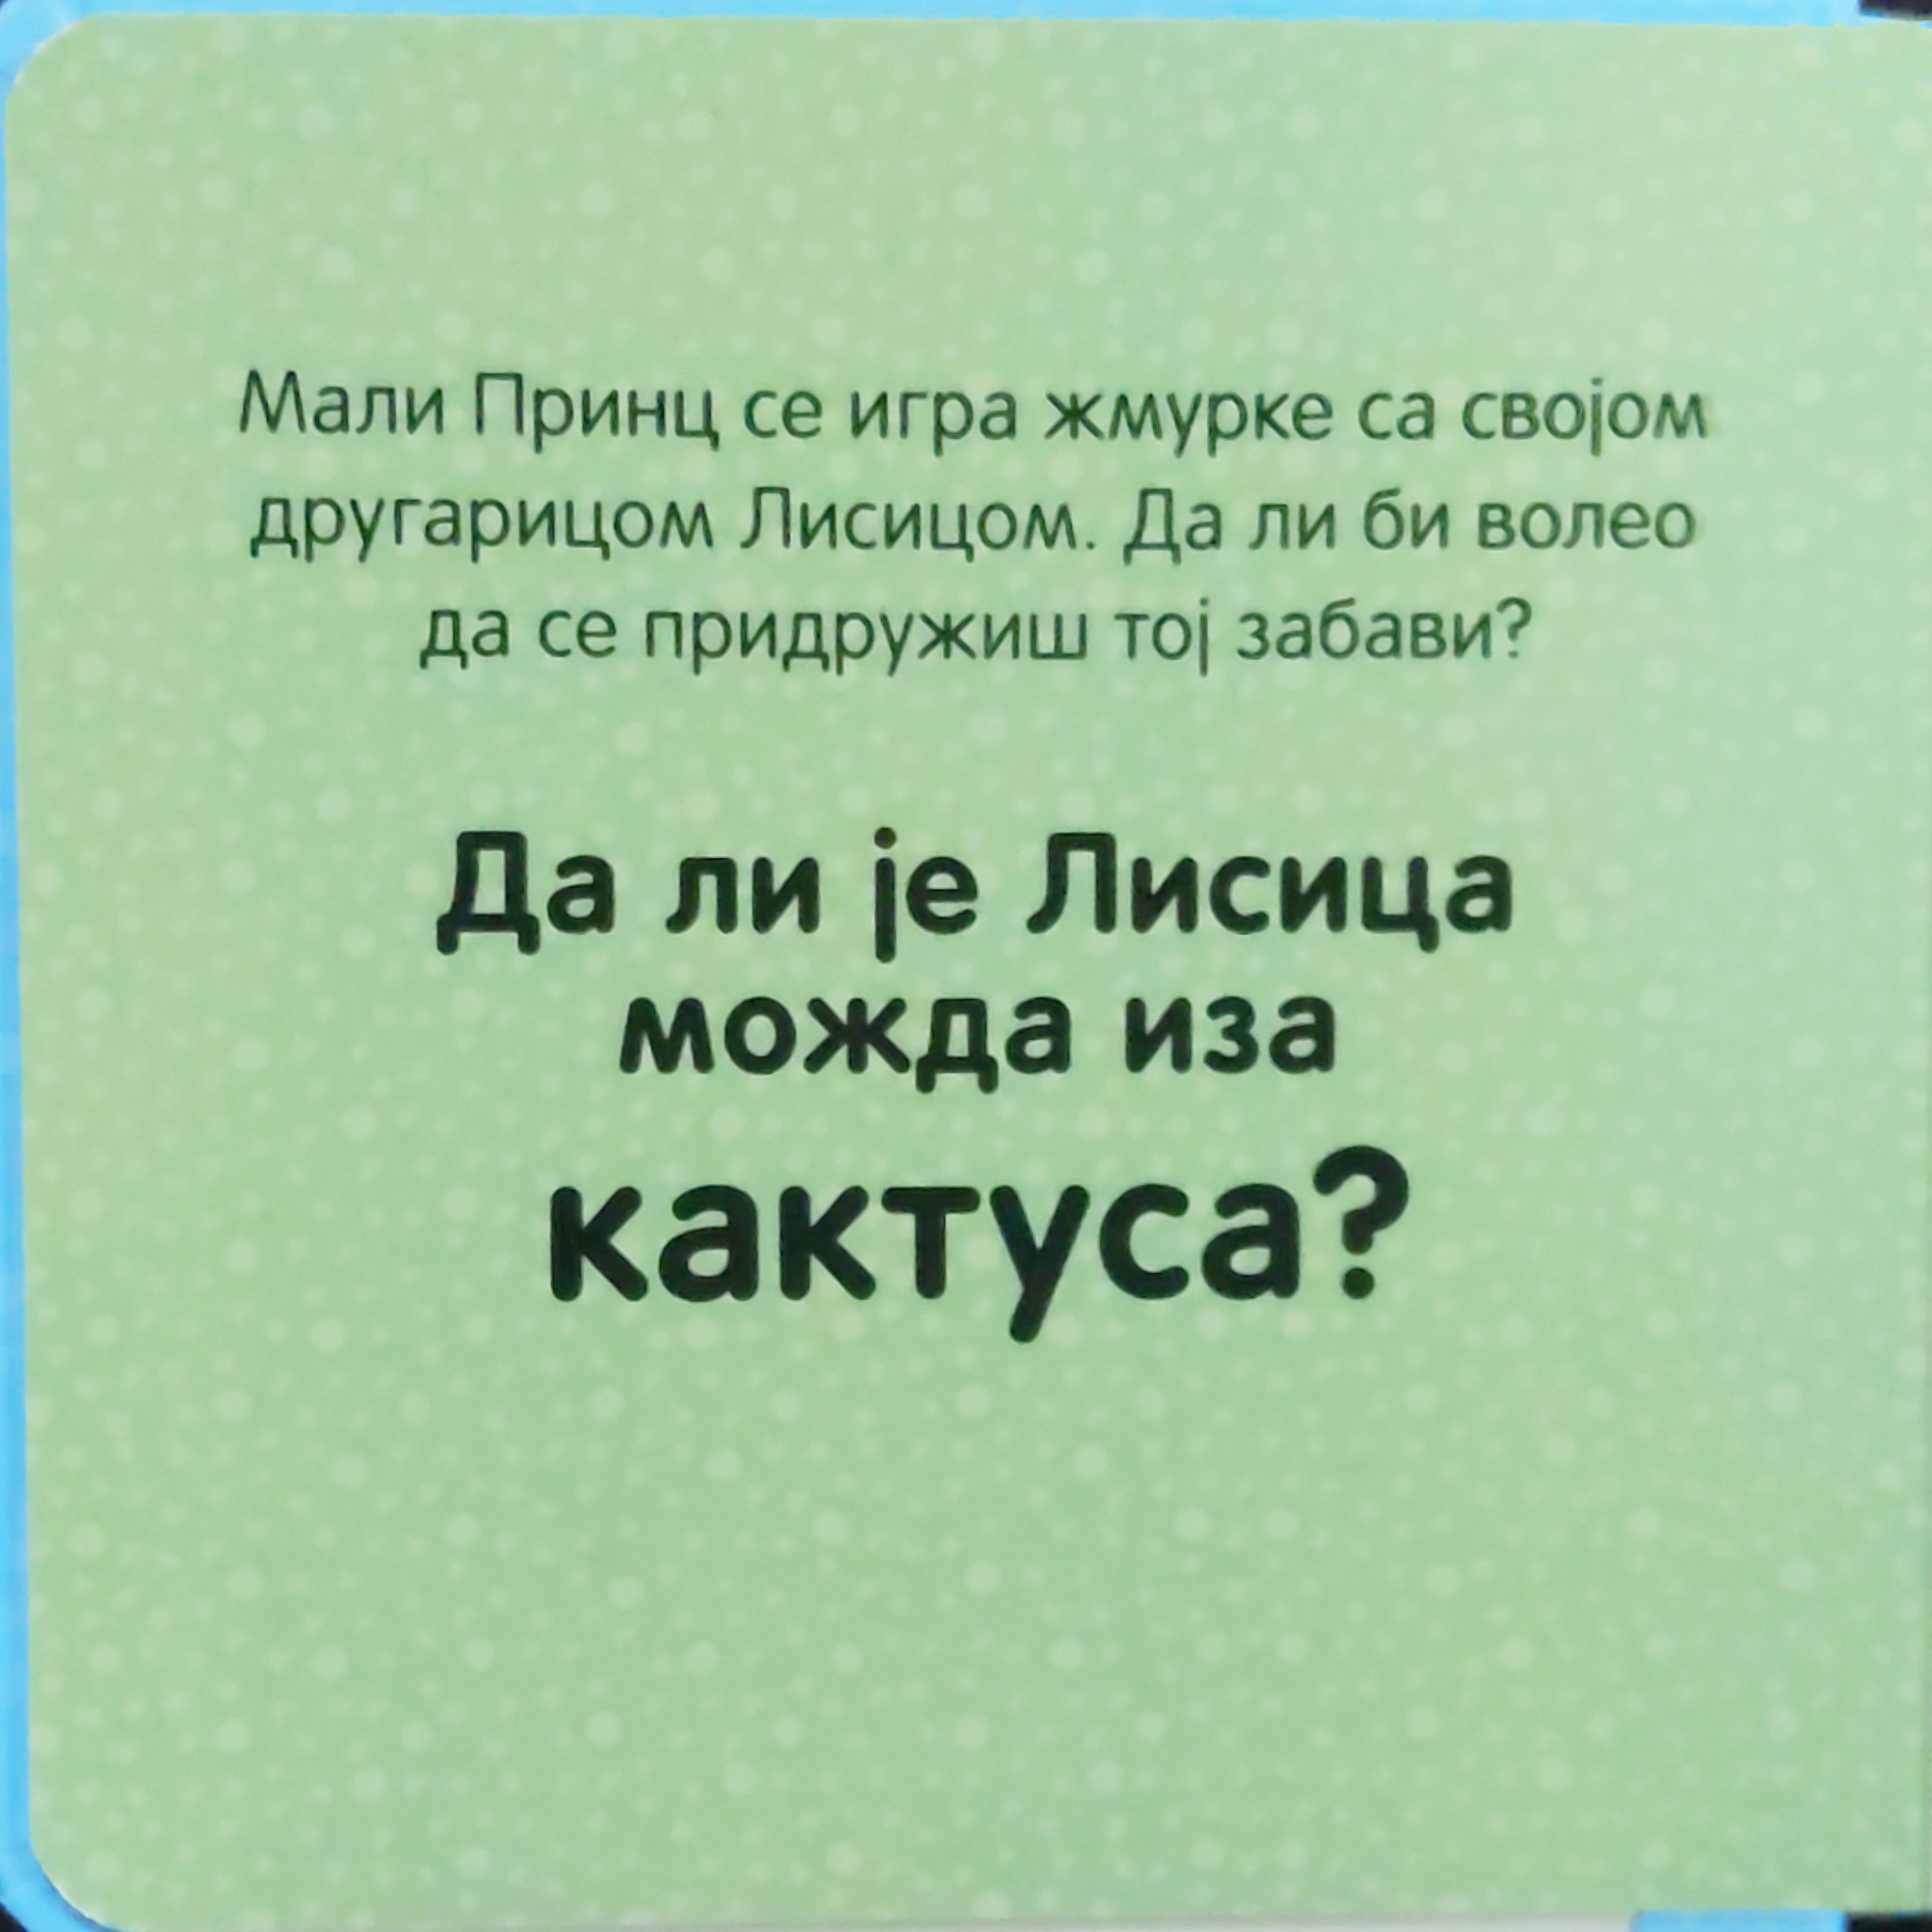 Мали Принц се игра жмурке са својом
другарицом Лисицом. Да ли би волео
да се придружиш тој забави?
Да ли је Лисица
можда иза
кактуса?